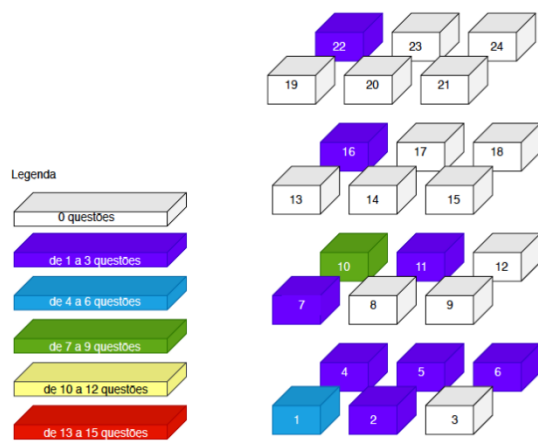 22 23 24
19 20 21
16 17 18
13 14 15
Legenda
0 questões
de 1 a 3 questões
de 4 a 6 questões
de 7 a 9 questões
de 10 a 12 questões
de 13 a 15 questões
10 11 12
7 8 9
4 5 6
1 2 3